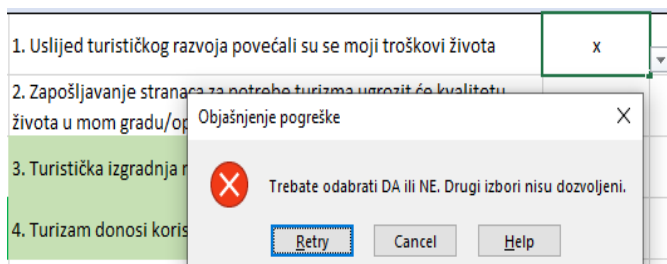 1. Uslijed turističkog razvoja povećali su se moji troškovi života
x
2. Zapošljavanje stranaca za potrebe turizma ugrozit će kvalitetu
života u mom gradu/op
Objašnjenje pogreške
3. Turistička izgradnja
Trebate odabrati DA ili NE. Drugi izbori nisu dozvoljeni.
4. Turizam donosi koris
Retry
Cancel
Help